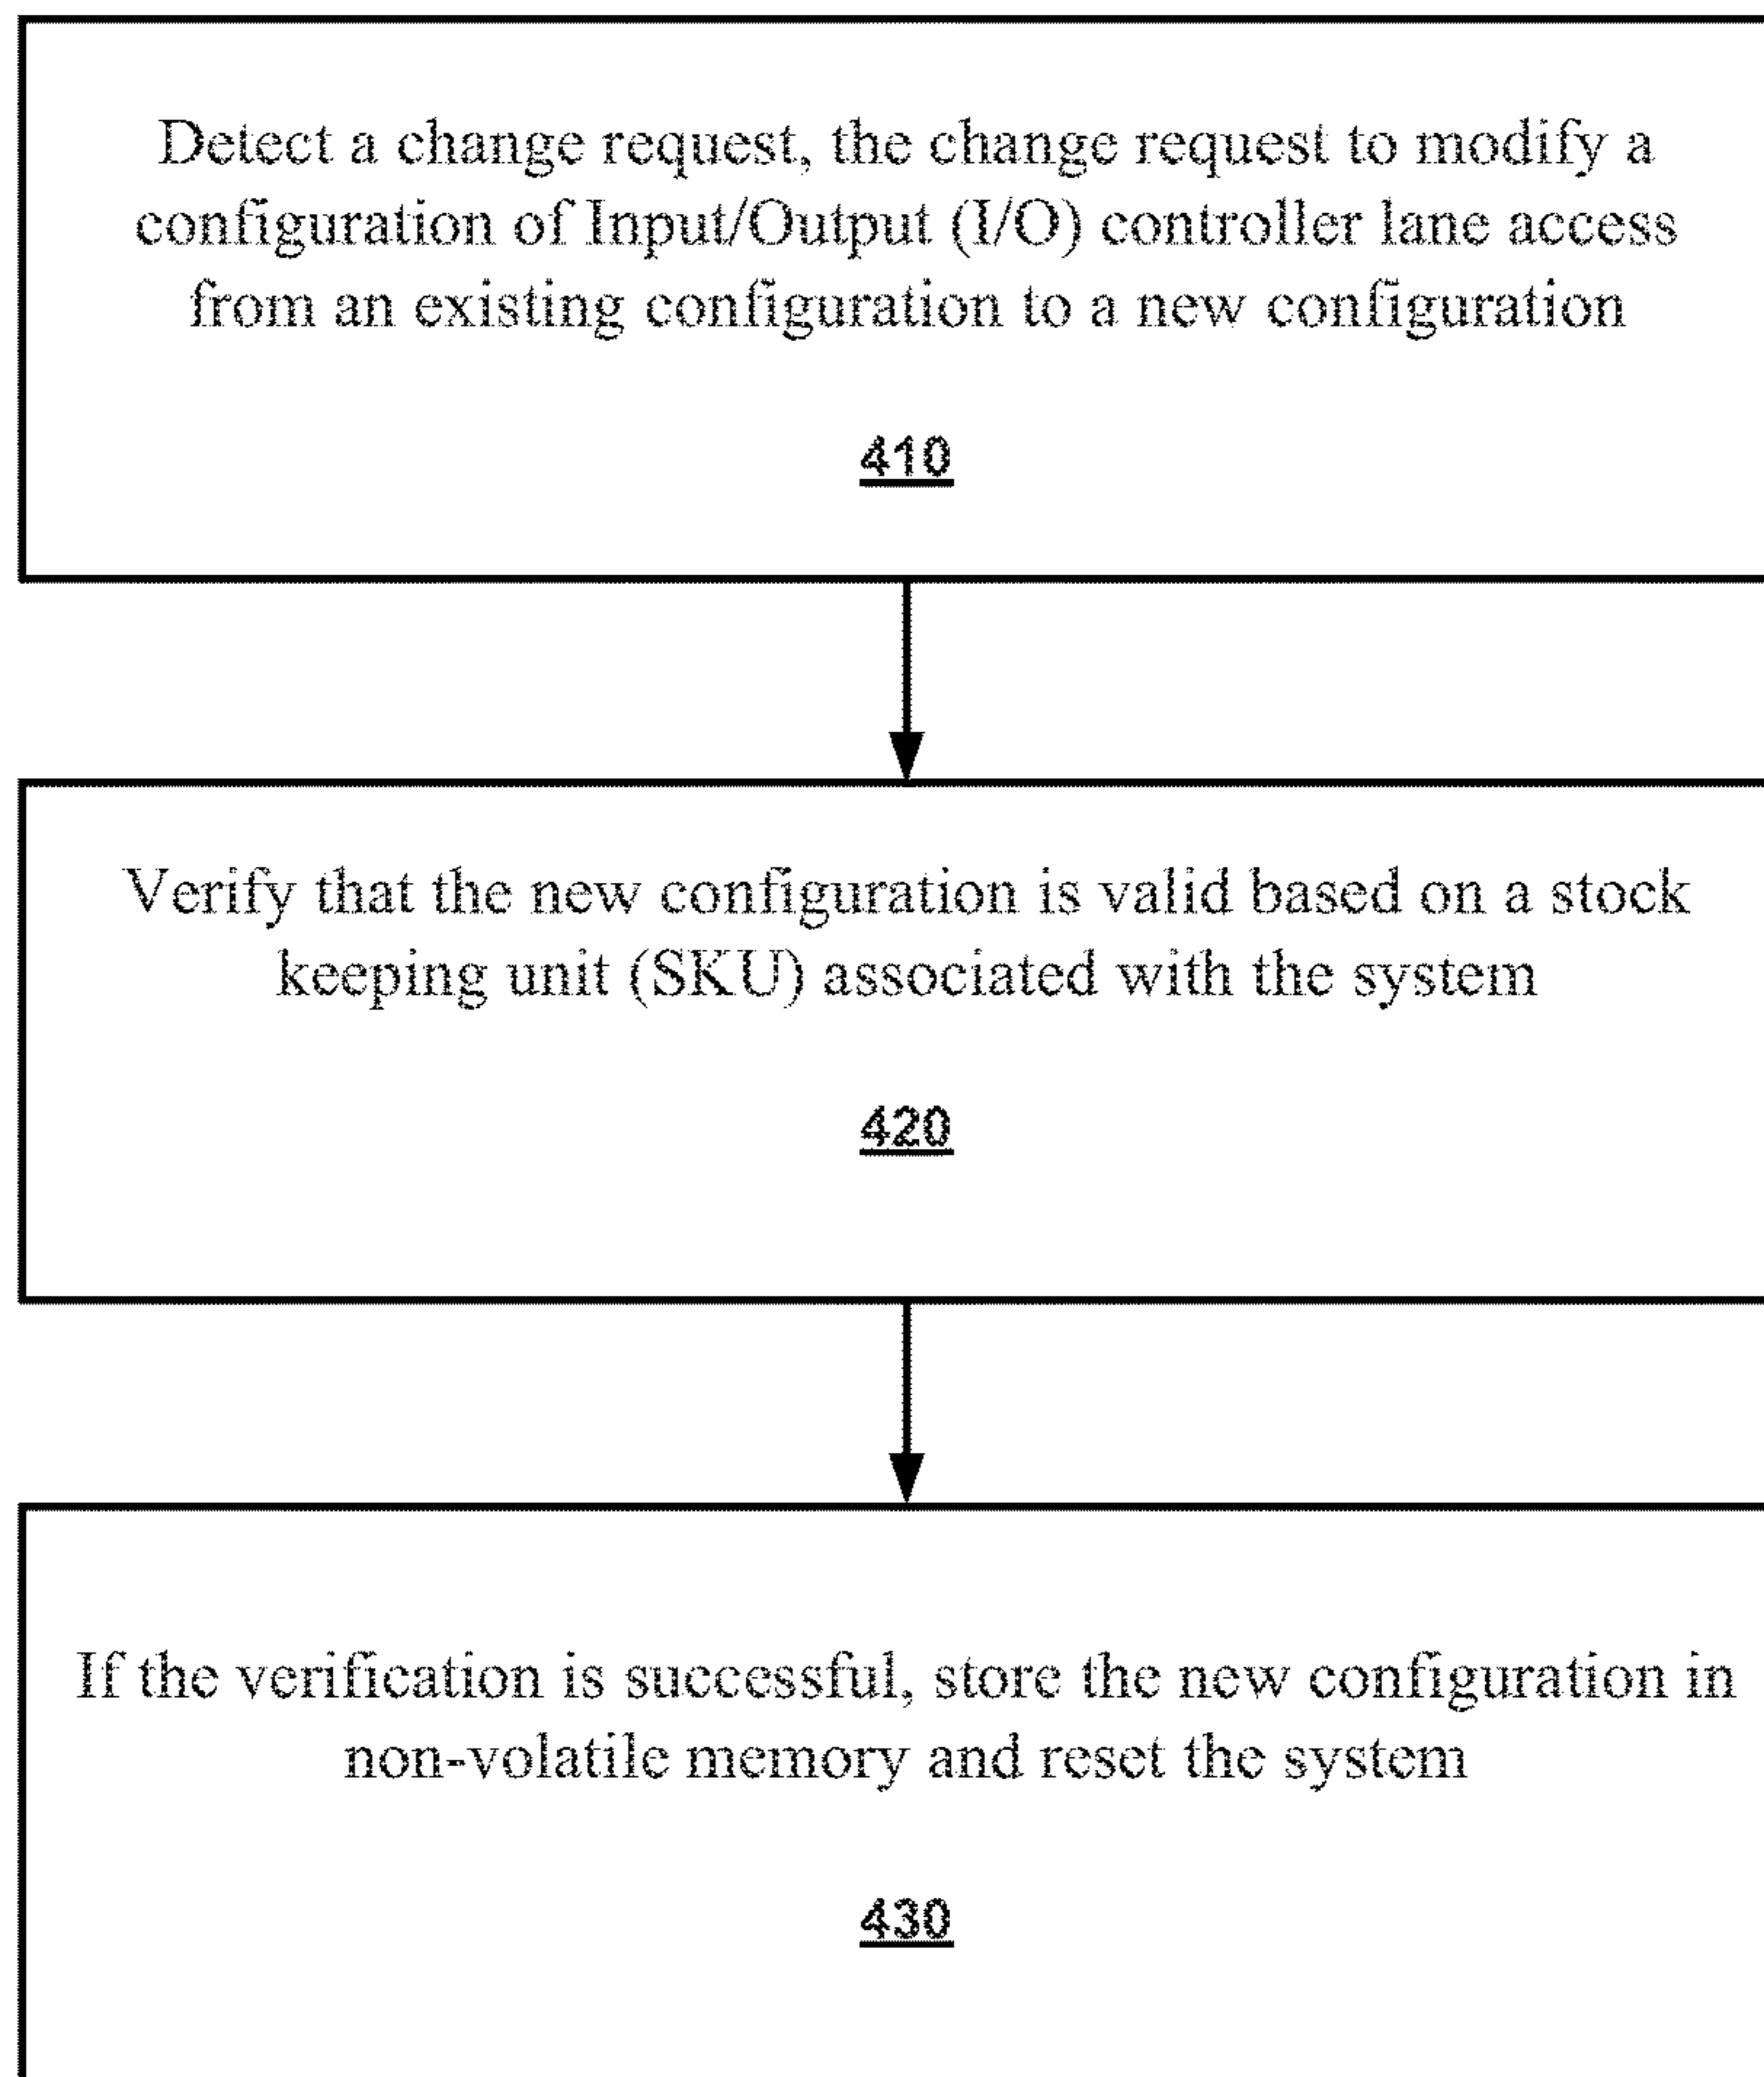 Detect a change request, the change request to modify a
configuration of Input/Output (I/O) controller lane access
from an existing configuration to a new configuration
410
Verify that the new configuration is valid based on a stock
keeping unit (SKU) associated with the system
420
If the verification is successful, store the new configuration in
non-volatile memory and reset the system
430